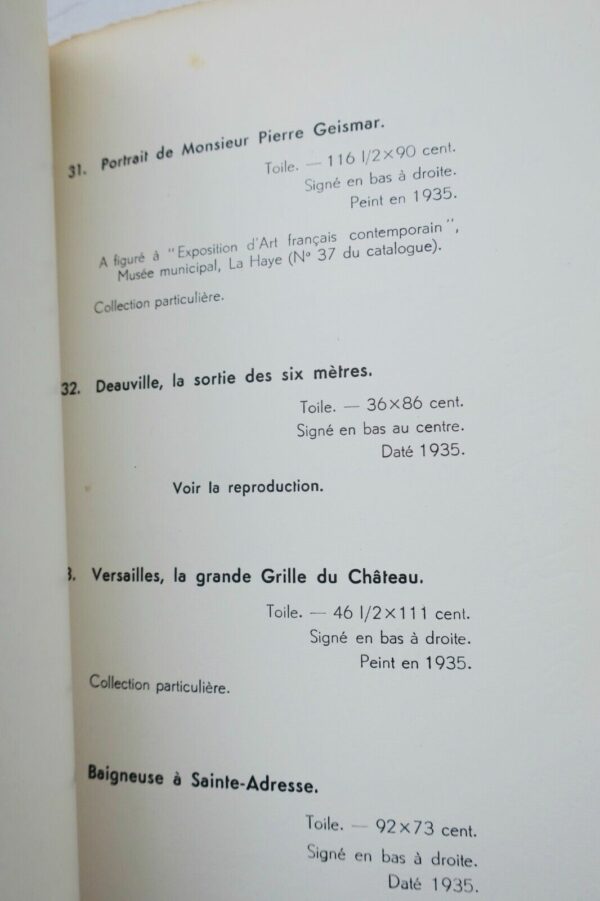 31. Portrait de Monsieur Pierre Geismar.
Toile. — 116 1/2×90 cent.
Signé en bas à droite.
Peint en 1935.
A figuré à "Exposition d'Art français contemporain",
Musée municipal, La Haye (Nº 37 du catalogue).
Collection particulière.
32. Deauville, la sortie des six mètres.
Toile. — 36×86 cent.
Signé en bas au centre.
Daté 1935.
Voir la reproduction.
3. Versailles, la grande Grille du Château.
Toile. — 46 1/2×111 cent.
Signé en bas à droite.
Peint en 1935.
Collection particulière.
Baigneuse à Sainte-Adresse.
Toile. — 92×73 cent.
Signé en bas à droite.
Daté 1935.